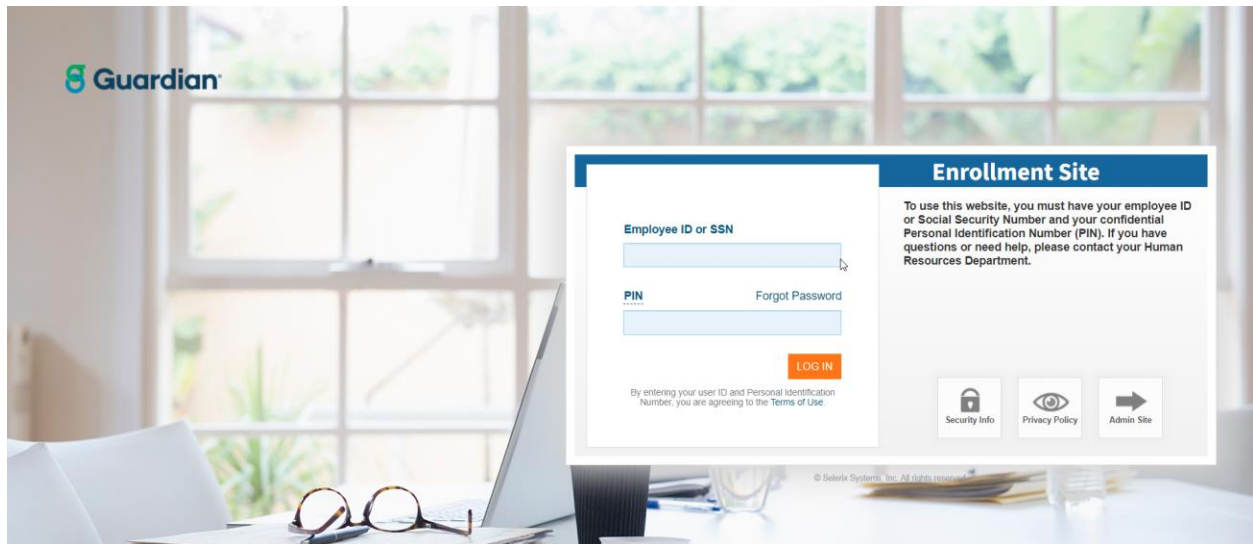 Guardian
Enrollment Site
Employee ID or SSN
PIN
Forgot Password
LOG IN
By entering your user ID and Personal Identification
Number, you are agreeing to the Terms of Use.
To use this website, you must have your employee ID
or Social Security Number and your confidential
Personal Identification Number (PIN). If you have
questions or need help, please contact your Human
Resources Department.
Security Info
Privacy Policy
Admin Site
© Selerix Systems, Inc. All rights reserved.